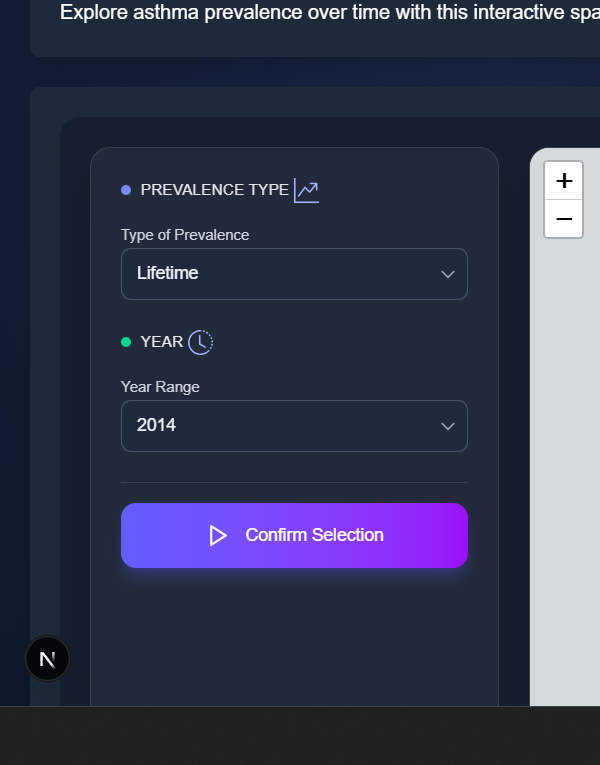 Explore asthma prevalence over time with this interactive spa
+
−
PREVALENCE TYPE
Type of Prevalence
Lifetime
YEAR
Year Range
2014
Confirm Selection
N